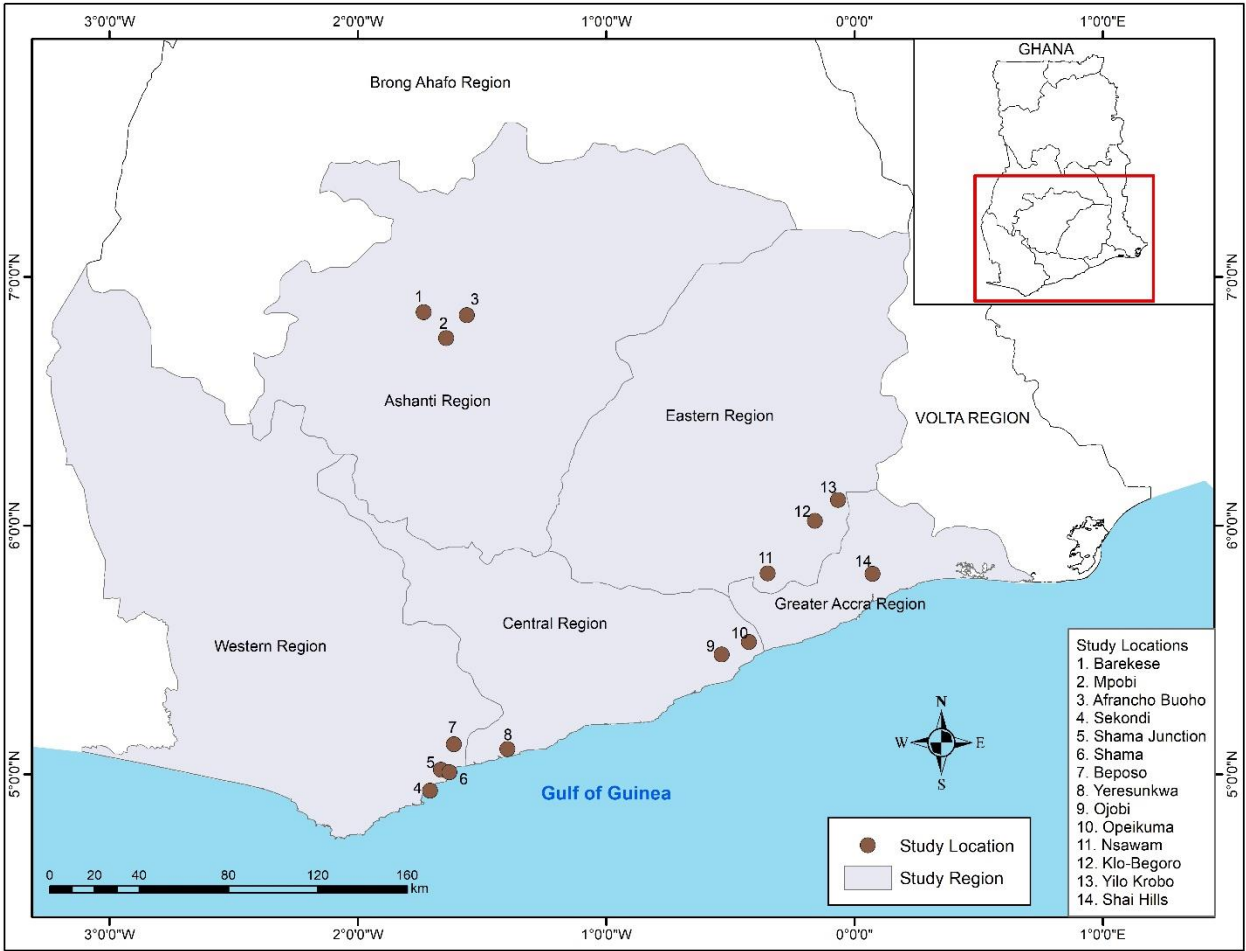 3°0'0"W
2°0'0"W
1°0'0"W
0°0'0"
1°0'0"E
GHANA
Brong Ahafo Region
7°0'0"N
7°0'0"N
1
3
2
Ashanti Region
Eastern Region
VOLTA REGION
13
12
6°0'0"N
6°0'0"N
11
14
Greater Accra Region
Central Region
10
9
Western Region
Study Locations
1. Barekese
2. Mpobi
3. Afrancho Buoho
4. Sekondi
5. Shama Junction
6. Shama
7. Beposo
8. Yeresunkwa
9. Ojobi
10. Opeikuma
11. Nsawam
12. Klo-Begoro
13. Yilo Krobo
14. Shai Hills
7
8
N
W
E
S
5
6
4
5°0'0"N
5°0'0"N
Gulf of Guinea
Study Location
Study Region
0 20 40 80 120 160
km
3°0'0"W
2°0'0"W
1°0'0"W
0°0'0"
1°0'0"E